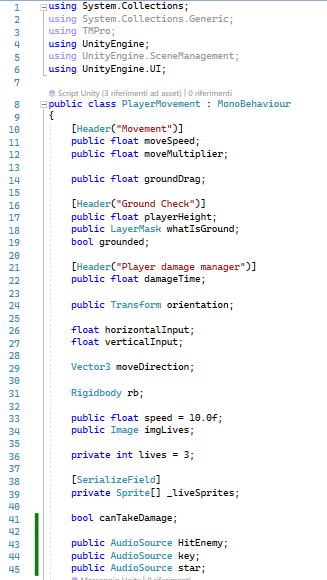 1 using System.Collections;
2 using System.Collections.Generic;
3 using TMPro;
4 using UnityEngine;
5 using UnityEngine.SceneManagement;
6 using UnityEngine.UI;
7
Script Unity (3 riferimenti ad asset) | 0 riferimenti
8 public class PlayerMovement : MonoBehaviour
9 {
10 [Header("Movement")]
11 public float moveSpeed;
12 public float moveMultiplier;
13
14 public float groundDrag;
15
16 [Header("Ground Check")]
17 public float playerHeight;
18 public LayerMask whatIsGround;
19 bool grounded;
20
21 [Header("Player damage manager")]
22 public float damageTime;
23
24 public Transform orientation;
25
26 float horizontalInput;
27 float verticalInput;
28
29 Vector3 moveDirection;
30
31 Rigidbody rb;
32
33 public float speed = 10.0f;
34 public Image imgLives;
35
36 private int lives = 3;
37
38 [SerializeField]
39 private Sprite[] _liveSprites;
40
41 bool canTakeDamage;
42
43 public AudioSource HitEnemy;
44 public AudioSource key;
45 public AudioSource star;